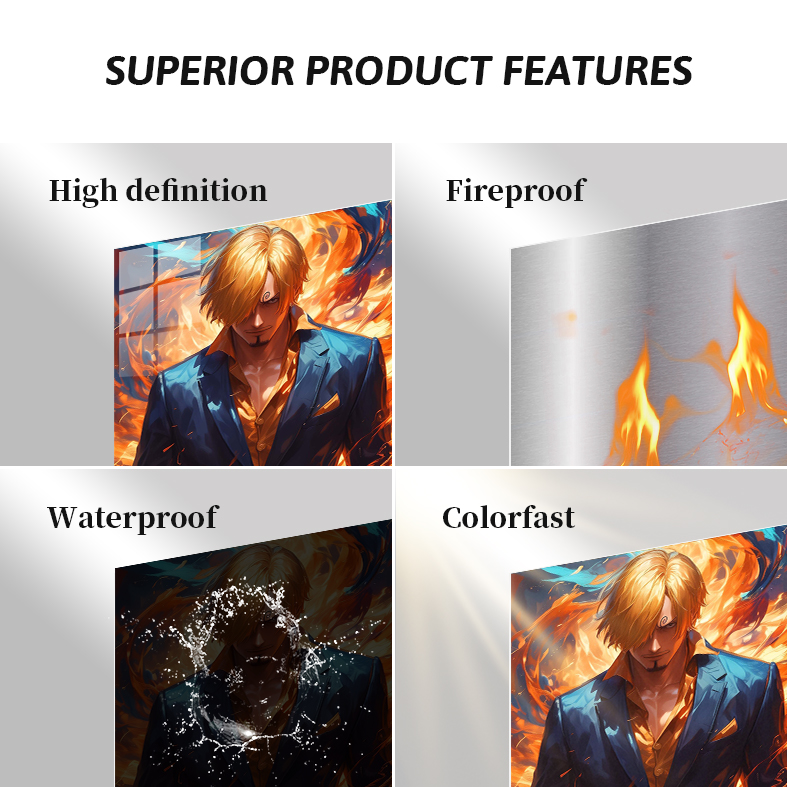 SUPERIOR PRODUCT FEATURES
High definition
Fireproof
Waterproof
Colorfast